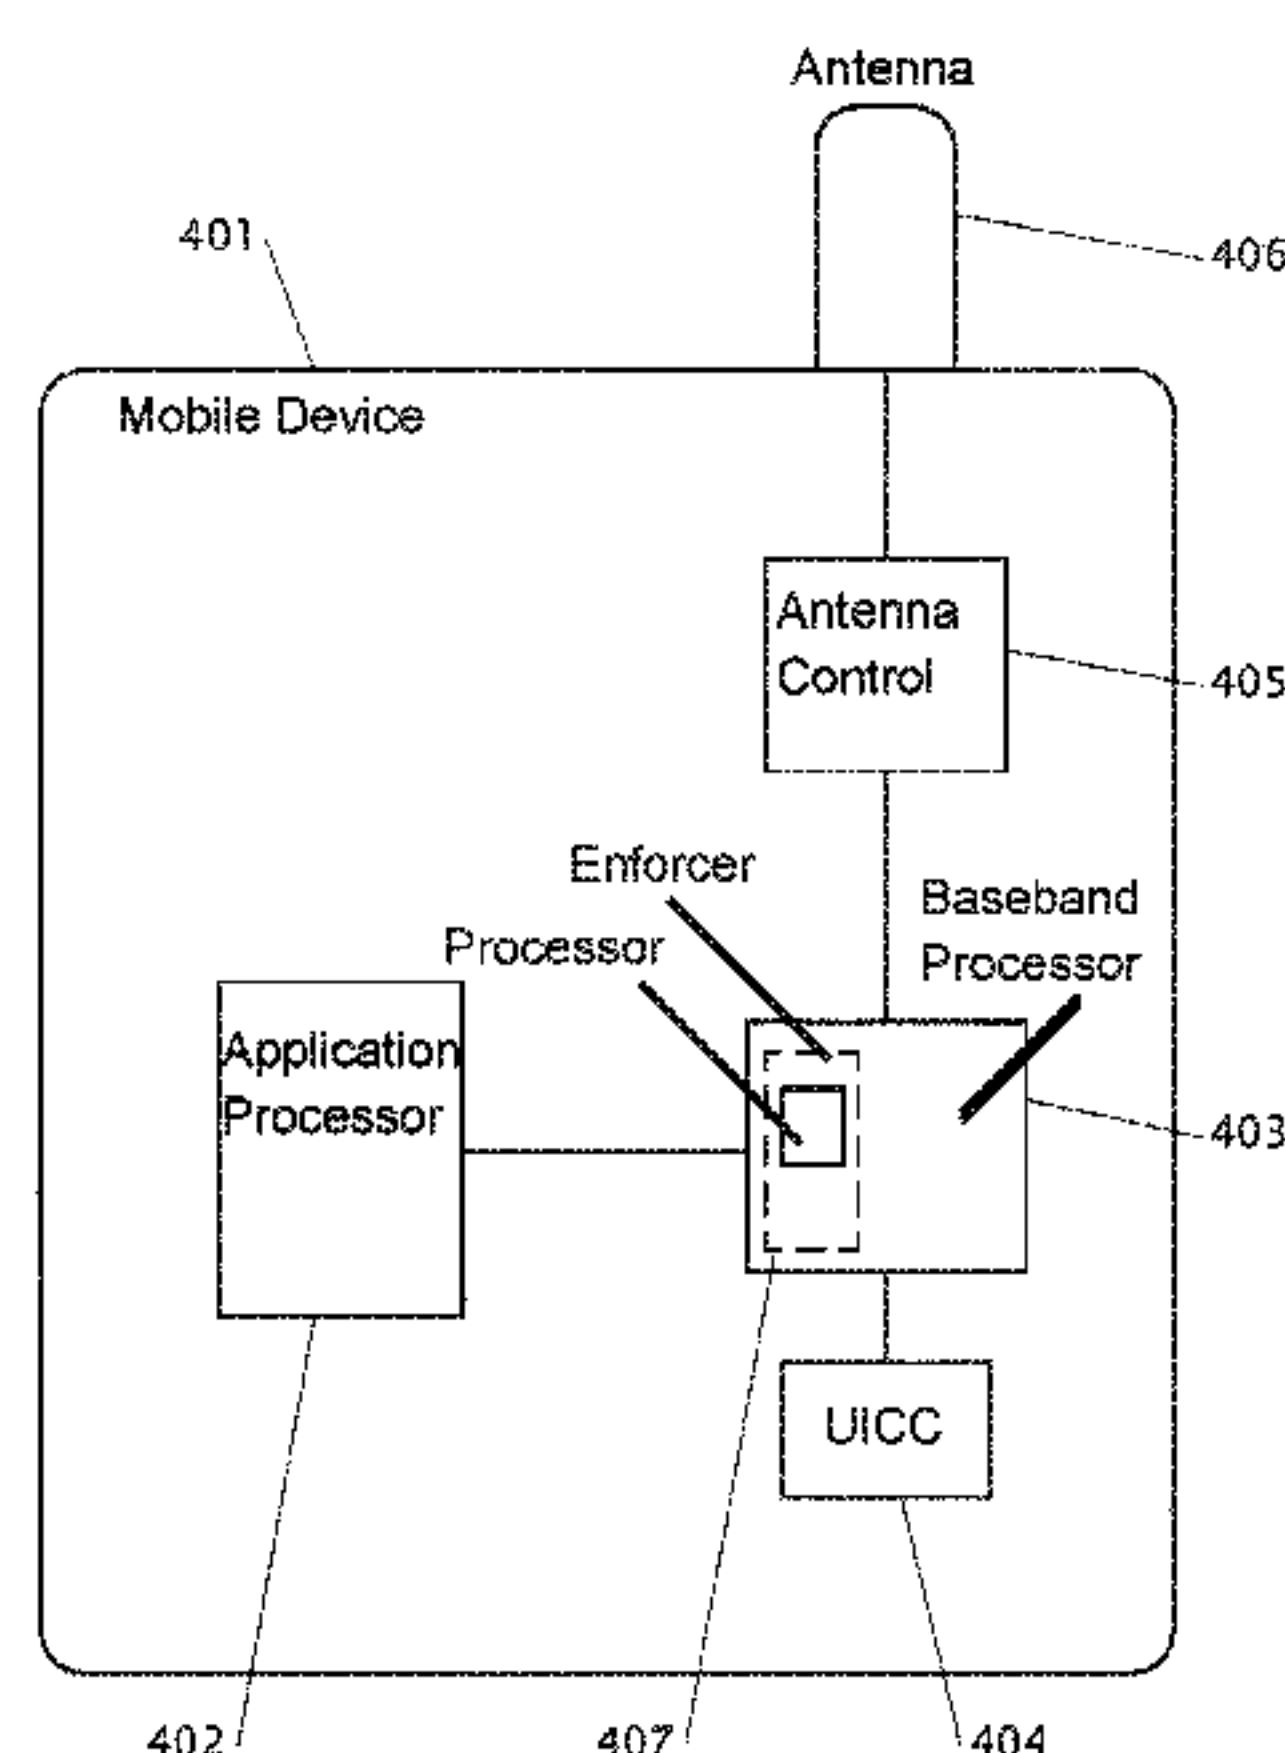 Antenna
401
406
Mobile Device
Antenna
Control
405
Enforcer
Baseband
Processor
Processor
Application
Processor
403
UICC
402
407
404